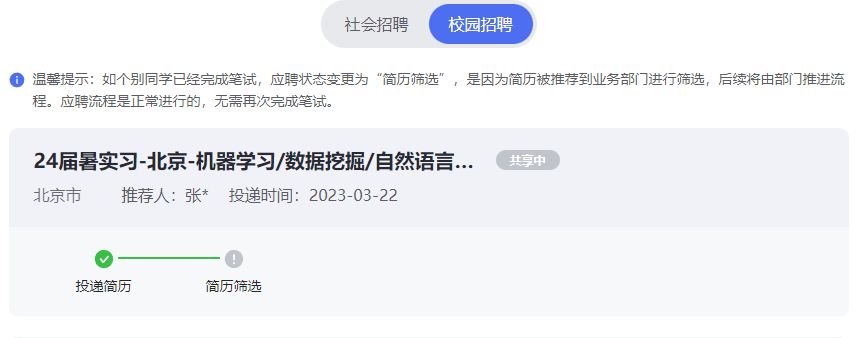 社会招聘 校园招聘
温馨提示：如个别同学已经完成笔试，应聘状态变更为“简历筛选”，是因为简历被推荐到业务部门进行筛选，后续将由部门推进流
程。应聘流程是正常进行的，无需再次完成笔试。
24届暑实习-北京-机器学习/数据挖掘/自然语言... 共享中
北京市 推荐人：张* 投递时间：2023-03-22
投递简历 简历筛选